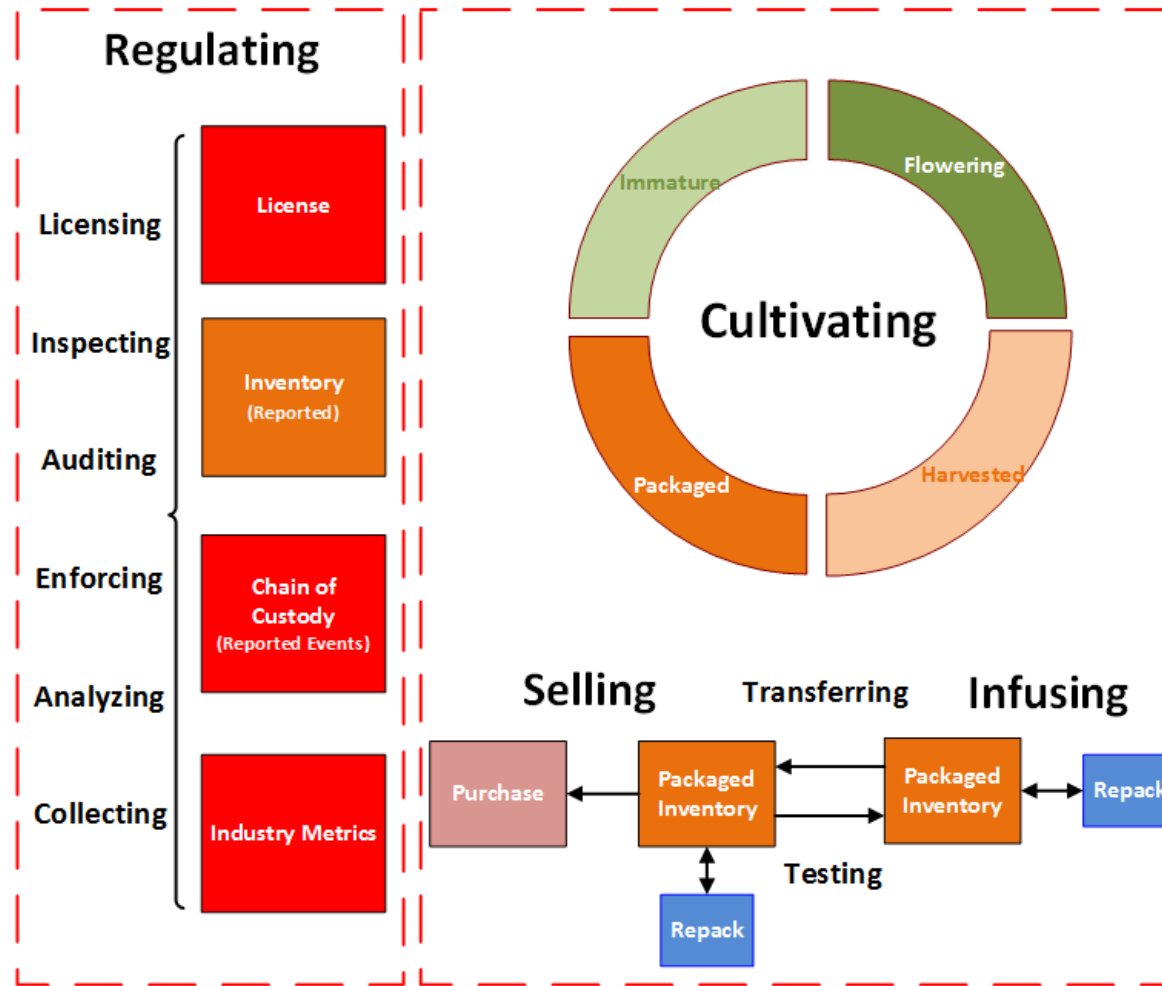 Regulating
Licensing
Inspecting
Auditing
Enforcing
Analyzing
Collecting
License
Inventory
(Reported)
Chain of
Custody
(Reported Events)
Industry Metrics
Immature
Flowering
Cultivating
Packaged
Harvested
Selling
Transferring
Infusing
Purchase
Packaged
Inventory
Packaged
Inventory
Repack
Testing
Repack